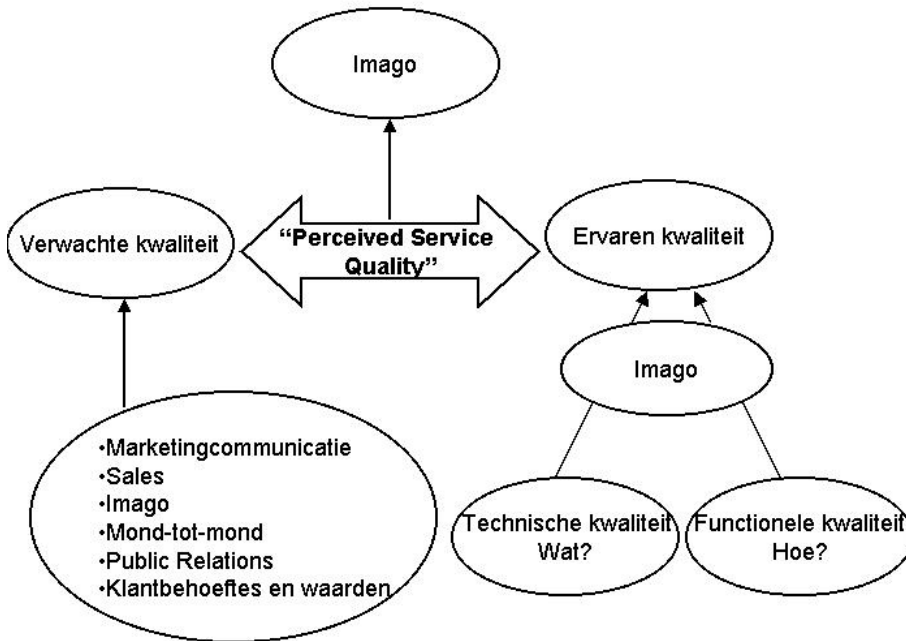 Imago
Verwachte kwaliteit
“Perceived Service
Quality”
Ervaren kwaliteit
Imago
•Marketingcommunicatie
•Sales
•Imago
•Mond-tot-mond
•Public Relations
•Klantbehoeftes en waarden
Technische kwaliteit
Wat?
Functionele kwaliteit
Hoe?